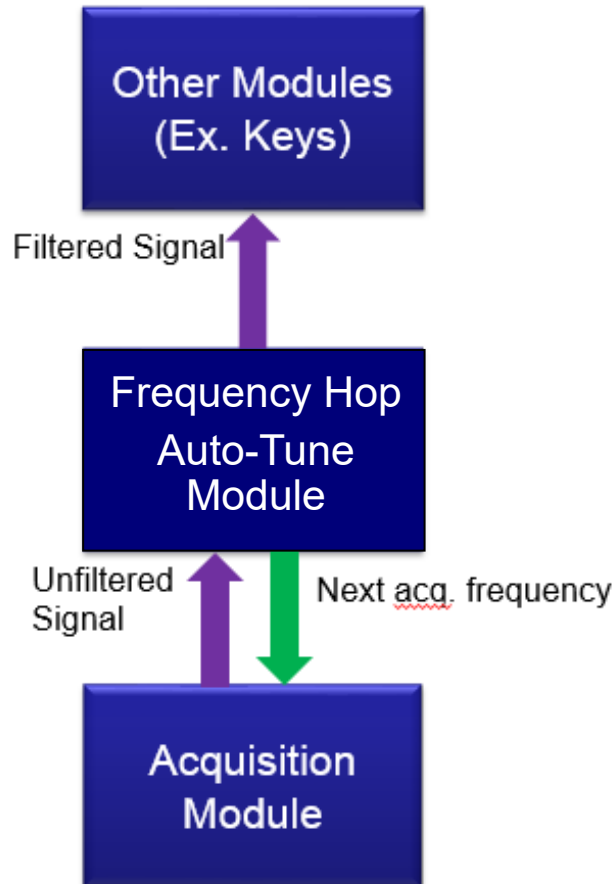 Other Modules
(Ex. Keys)
Filtered Signal
Frequency Hop
Auto-Tune
Module
Unfiltered
Signal
Next acq. frequency
Acquisition
Module